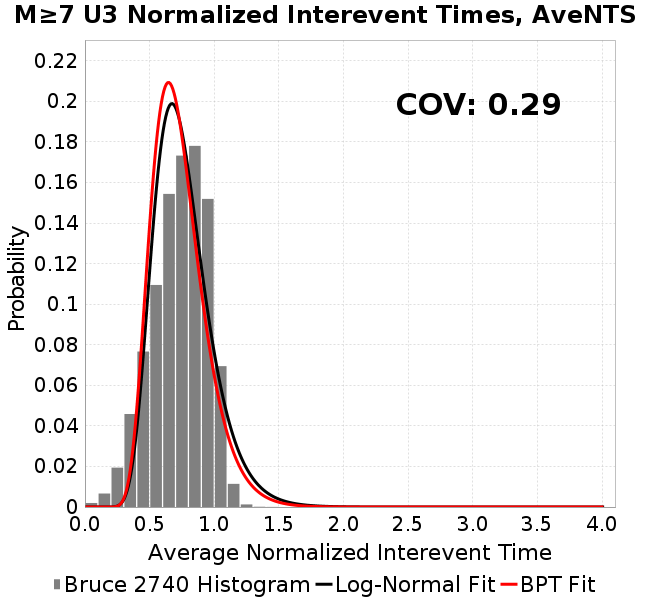 M≥7 U3 Normalized Interevent Times, AveNTS
COV: 0.29
Probability
0.22
0.2
0.18
0.16
0.14
0.12
0.1
0.08
0.06
0.04
0.02
0
0.0 0.5 1.0 1.5 2.0 2.5 3.0 3.5 4.0
Average Normalized Interevent Time
Bruce 2740 Histogram Log-Normal Fit BPT Fit